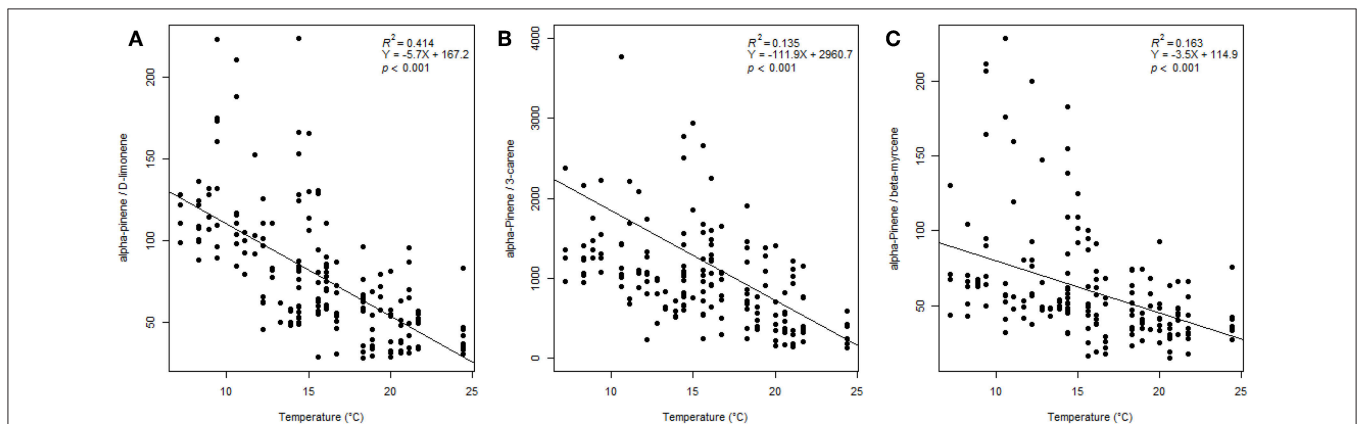 A
R² = 0.414
Y = -5.7X + 167.2
p < 0.001
alpha-pinene / D-limonene
200
150
100
50
10 15 20 25
Temperature (°C)
B
R² = 0.135
Y = -111.9X + 2960.7
p < 0.001
alpha-Pinene / 3-carene
4000
3000
2000
1000
0
10 15 20 25
Temperature (°C)
C
R² = 0.163
Y = -3.5X + 114.9
p < 0.001
alpha-Pinene / beta-myrcene
200
150
100
50
10 15 20 25
Temperature (°C)